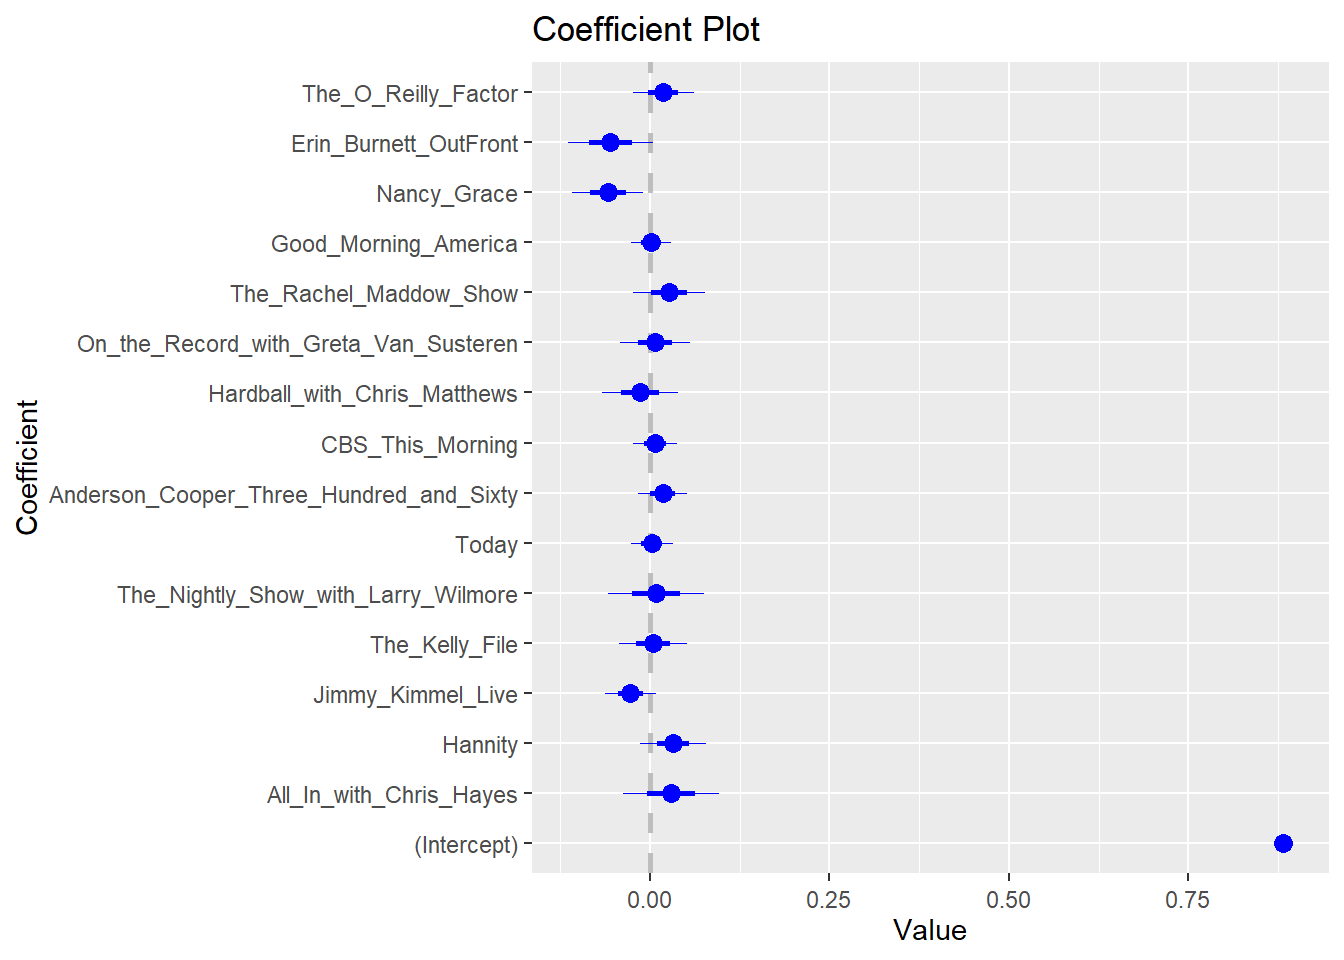 Coefficient Plot
The_O_Reilly_Factor
Erin_Burnett_OutFront
Nancy_Grace
Good_Morning_America
The_Rachel_Maddow_Show
On_the_Record_with_Greta_Van_Susteren
Hardball_with_Chris_Matthews
CBS_This_Morning
Anderson_Cooper_Three_Hundred_and_Sixty
Today
The_Nightly_Show_with_Larry_Wilmore
The_Kelly_File
Jimmy_Kimmel_Live
Hannity
All_In_with_Chris_Hayes
(Intercept)
Coefficient
0.00 0.25 0.50 0.75
Value